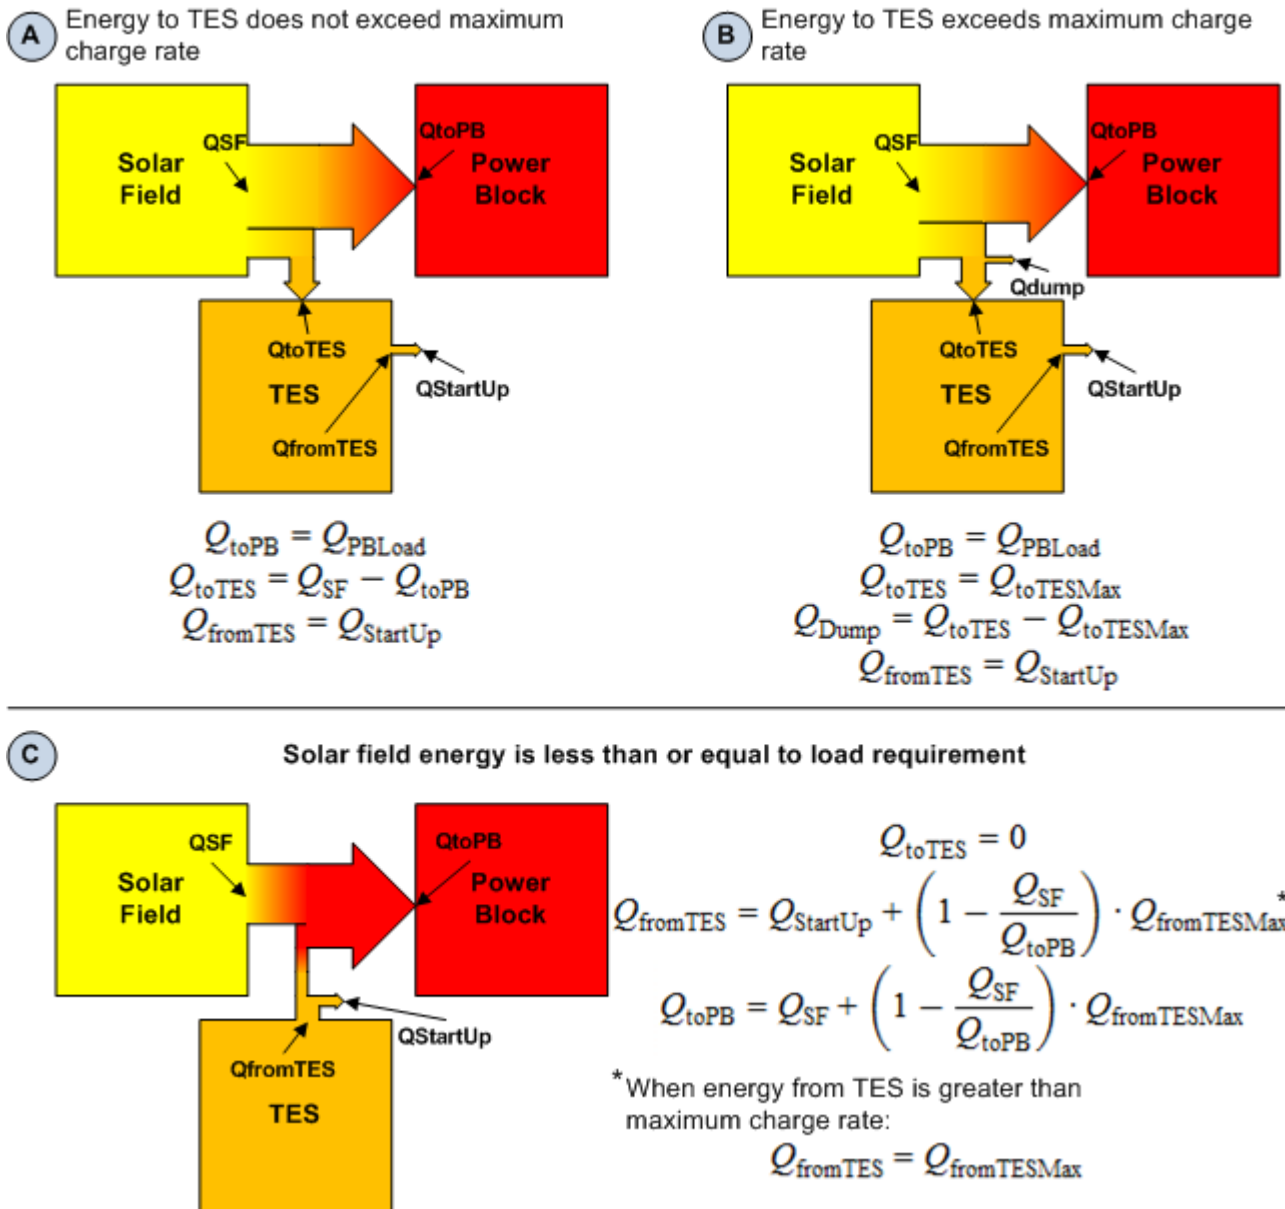 A
Energy to TES does not exceed maximum
charge rate
QSF
QtoPB
Solar
Field
Power
Block
QtoTES
TES
QStartUp
QfromTES
Q_toPB = Q_PBLoad
Q_toTES = Q_SF − Q_toPB
Q_fromTES = Q_StartUp
B
Energy to TES exceeds maximum charge
rate
QSF
QtoPB
Solar
Field
Power
Block
Qdump
QtoTES
TES
QStartUp
QfromTES
Q_toPB = Q_PBLoad
Q_toTES = Q_toTESMax
Q_Dump = Q_toTES − Q_toTESMax
Q_fromTES = Q_StartUp
C
Solar field energy is less than or equal to load requirement
QSF
QtoPB
Solar
Field
Power
Block
QStartUp
QfromTES
TES
Q_toTES = 0
Q_fromTES = Q_StartUp + (1 − Q_SF / Q_toPB) · Q_fromTESMax*
Q_toPB = Q_SF + (1 − Q_SF / Q_toPB) · Q_fromTESMax
*When energy from TES is greater than
maximum charge rate:
Q_fromTES = Q_fromTESMax